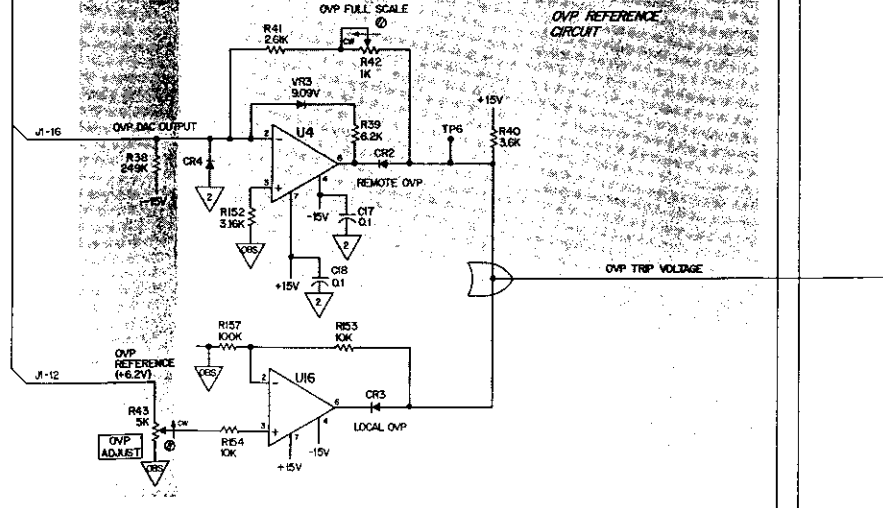 OVP FULL SCALE
OVP REFERENCE
CIRCUIT
R41
2.61K
CW
R42
1K
VR3
9.09V
+15V
J1-16
OVP DAC OUTPUT
U4
R39
6.2K
TP6
R40
3.6K
2
6
R38
249K
CR4
CR2
3
4
REMOTE OVP
-15V
2
R152
3.16K
7
-15V
C17
0.1
OBS
2
+15V
C18
0.1
2
OVP TRIP VOLTAGE
R157
100K
R153
10K
OVP
REFERENCE
(+6.2V)
OBS
J1-12
2
U16
CR3
6
R43
5K
CW
3
4
LOCAL OVP
7
OVP
ADJUST
R154
10K
-15V
OBS
+15V